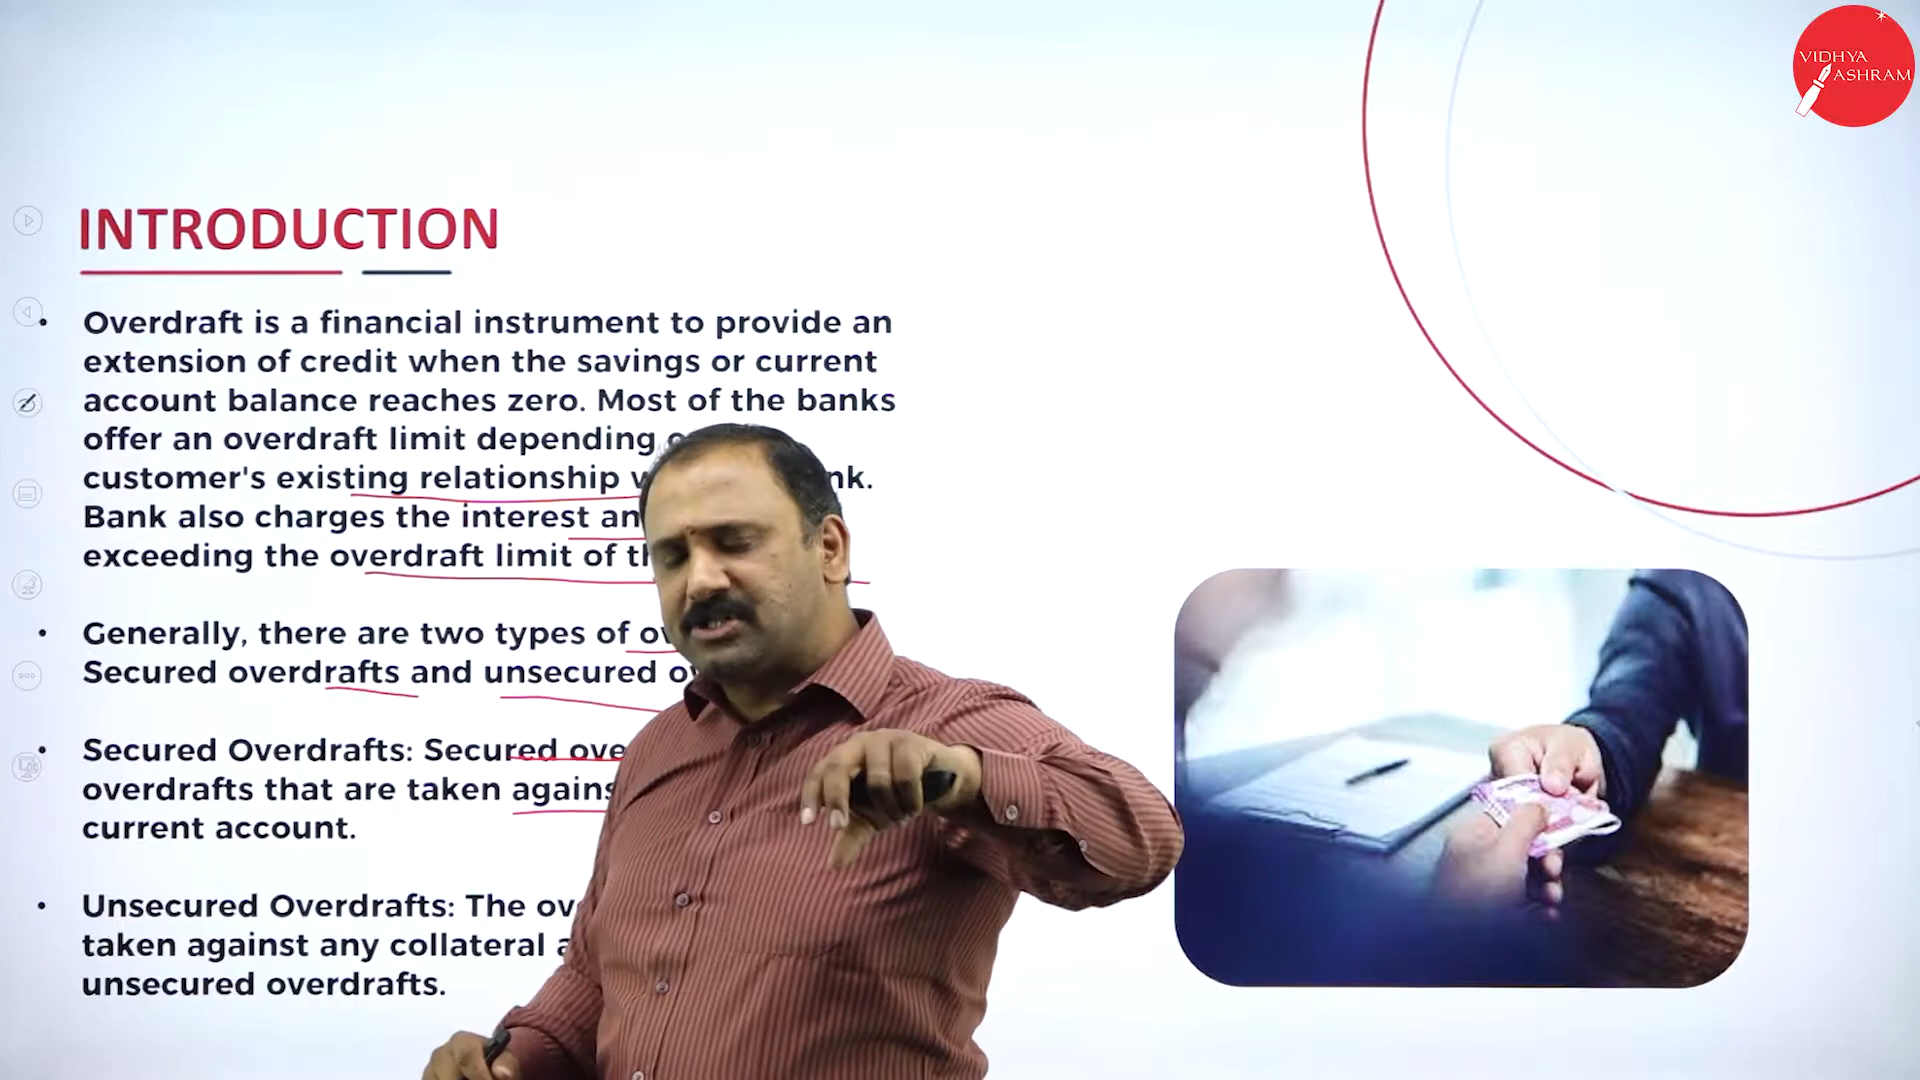 VIDHYA
ASHRAM
INTRODUCTION
• Overdraft is a financial instrument to provide an
extension of credit when the savings or current
account balance reaches zero. Most of the banks
offer an overdraft limit depending
customer's existing relationship
Bank also charges the interest
exceeding the overdraft limit of
• Generally, there are two types of
Secured overdrafts and unsecured
• Secured Overdrafts: Secured
overdrafts that are taken
current account.
• Unsecured Overdrafts: The
taken against any collateral
unsecured overdrafts.